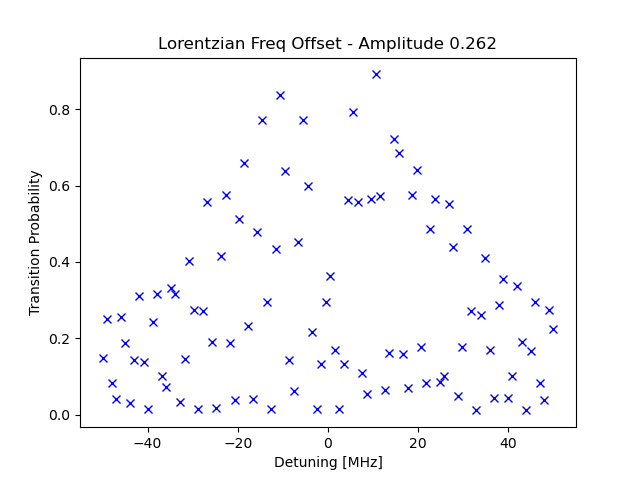 Lorentzian Freq Offset - Amplitude 0.262
Transition Probability
0.8
0.6
0.4
0.2
0.0
−40 −20 0 20 40
Detuning [MHz]